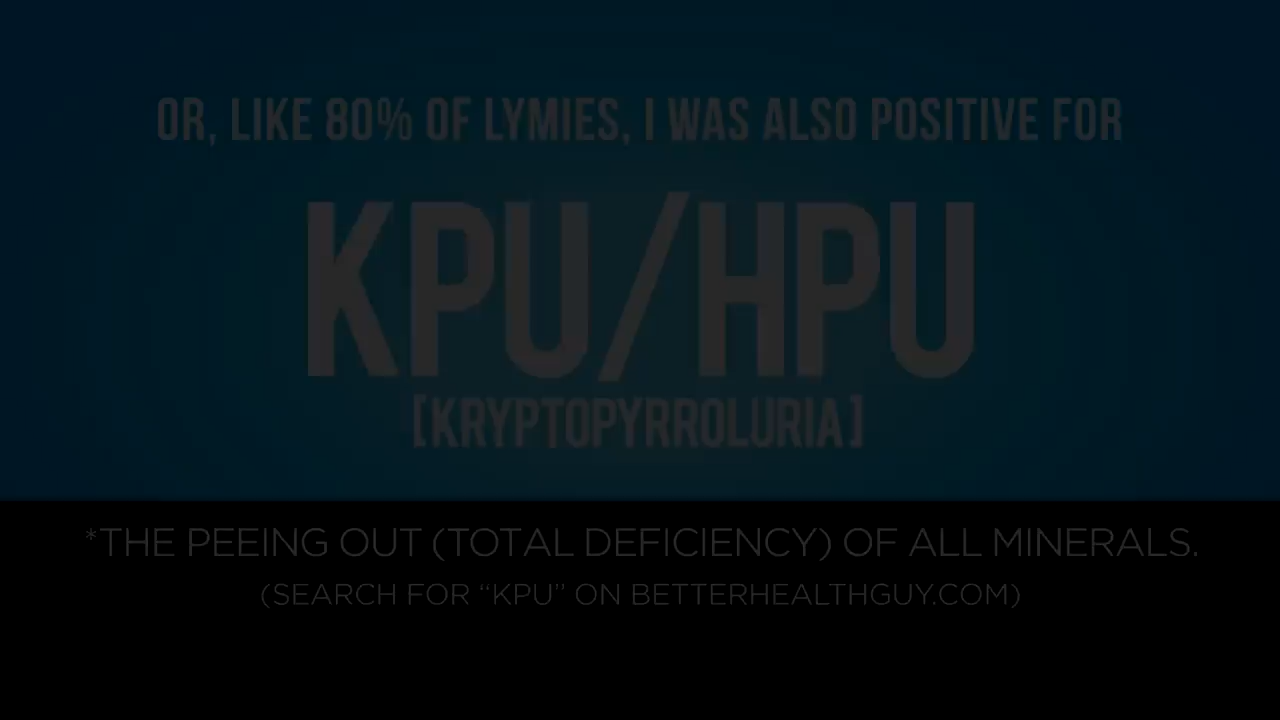 OR, LIKE 80% OF LYMIES, I WAS ALSO POSITIVE FOR
KPU/HPU
[KRYPTOPYRROLURIA]
*THE PEEING OUT (TOTAL DEFICIENCY) OF ALL MINERALS.
(SEARCH FOR “KPU” ON BETTERHEALTHGUY.COM)